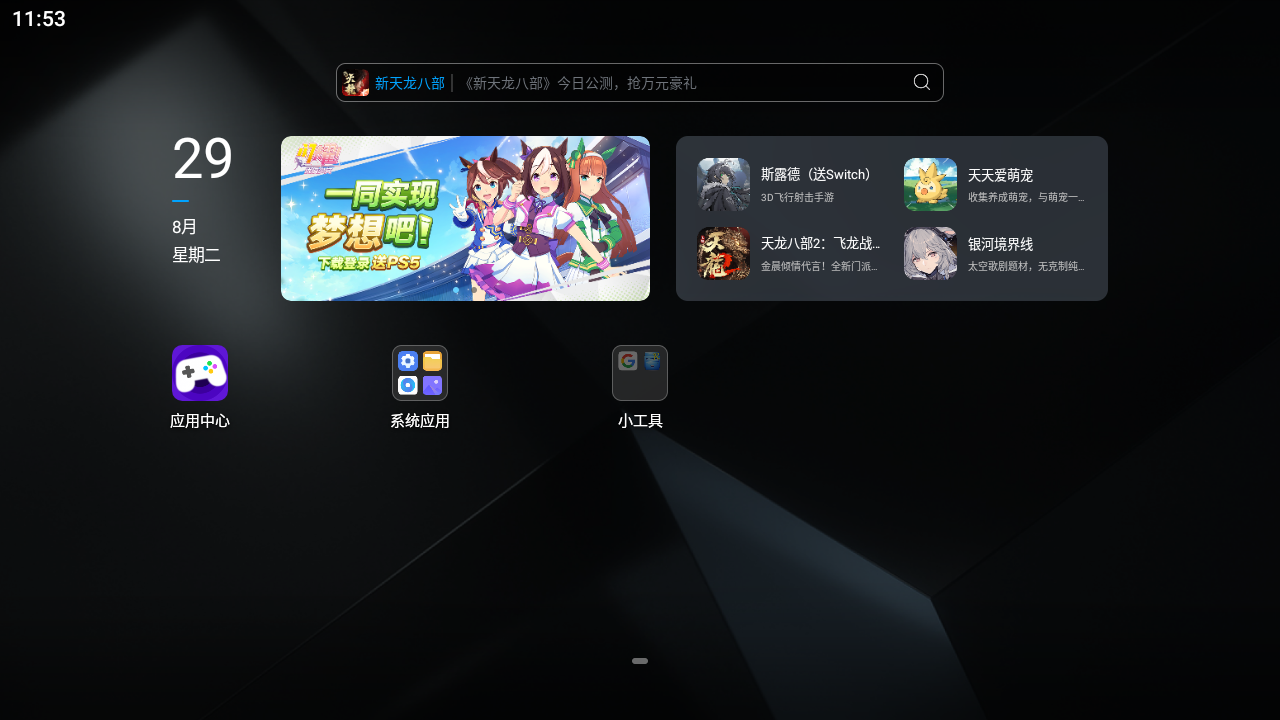 11:53
新天龙八部
《新天龙八部》今日公测，抢万元豪礼
29
8月
星期二
一同实现
梦想吧！
下载登录送PS5
斯露德（送Switch）
3D飞行射击手游
天天爱萌宠
收集养成萌宠，与萌宠一...
天龙八部2：飞龙战...
金晨倾情代言！全新门派...
银河境界线
太空歌剧题材，无克制纯...
应用中心
系统应用
小工具